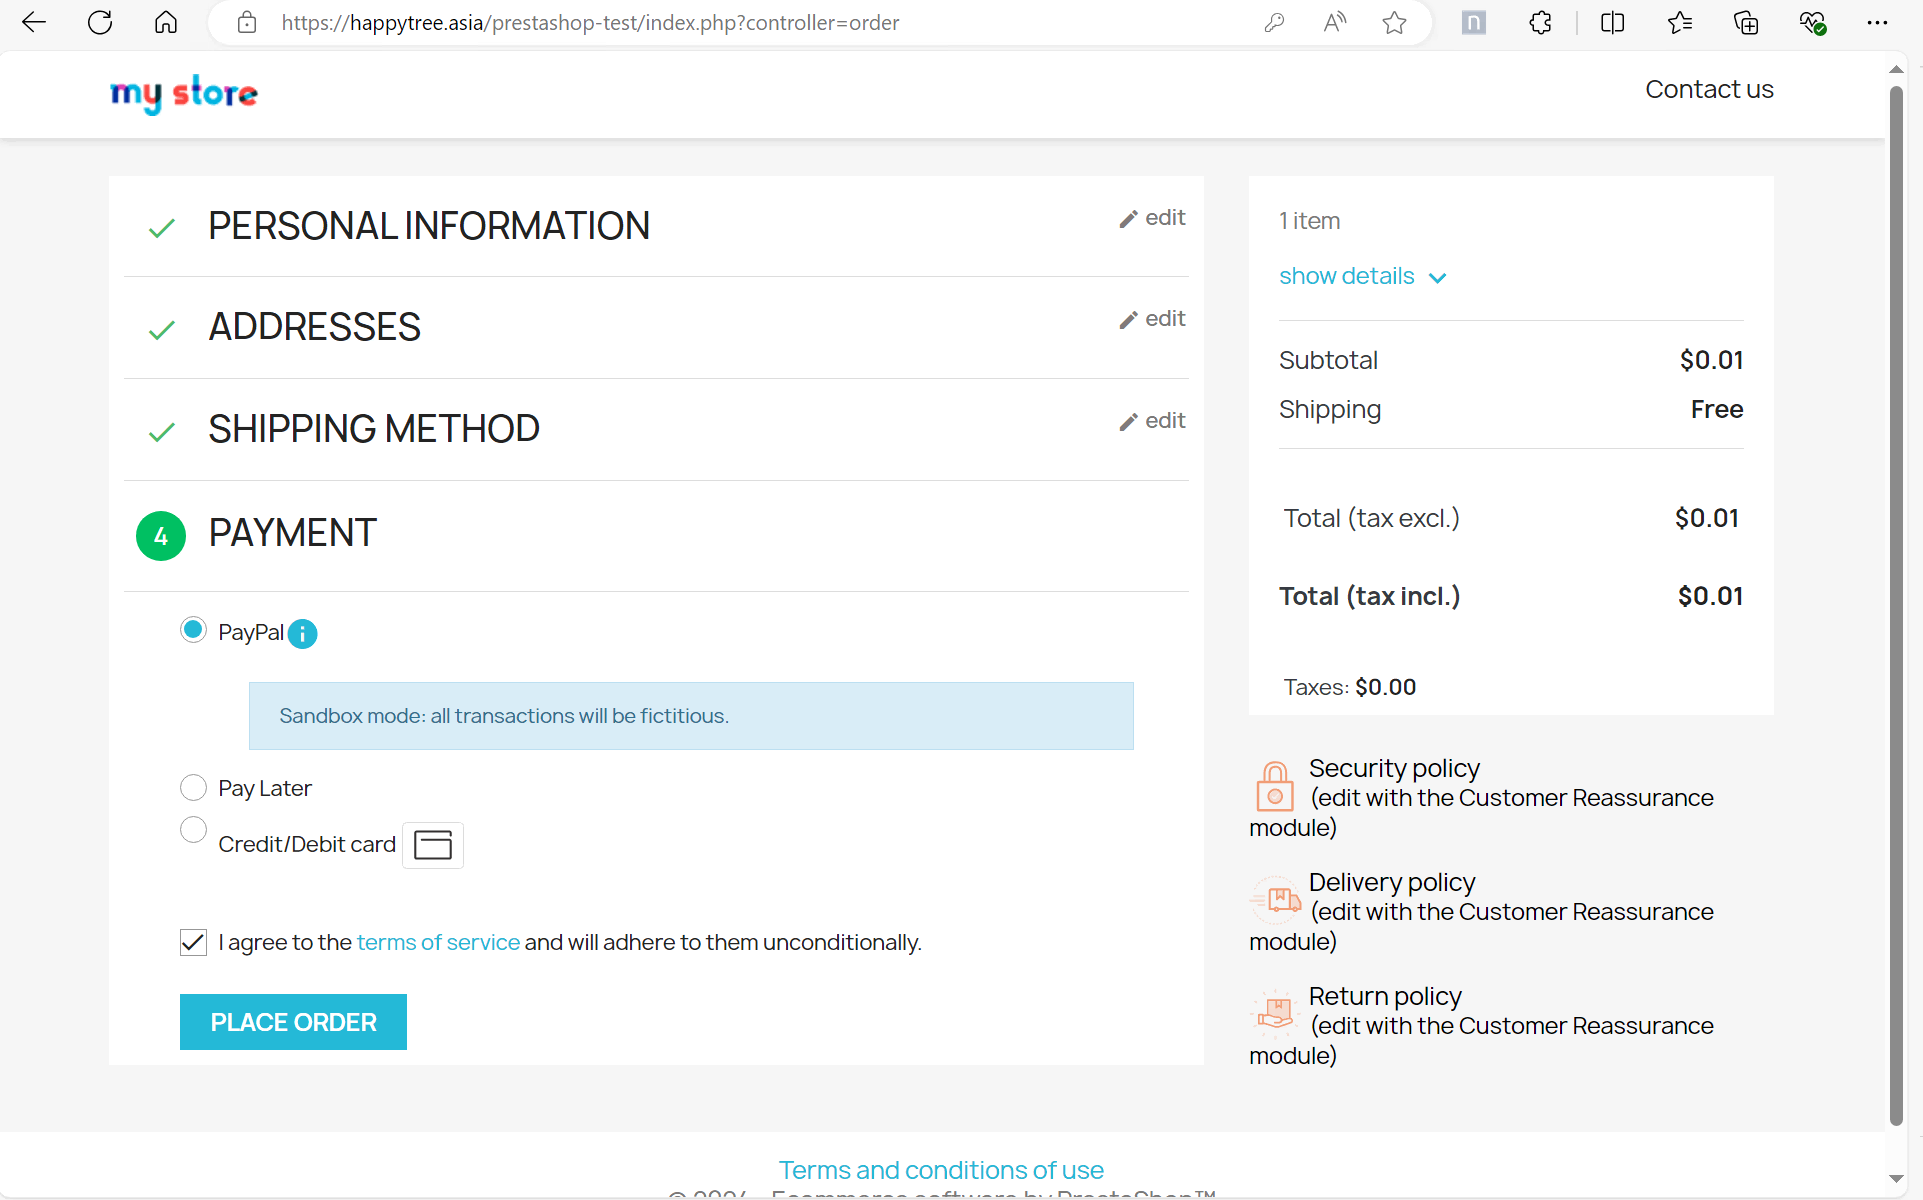 https://happytree.asia/prestashop-test/index.php?controller=order
my store
Contact us
PERSONAL INFORMATION
edit
ADDRESSES
edit
SHIPPING METHOD
edit
4 PAYMENT
PayPal
Sandbox mode: all transactions will be fictitious.
Pay Later
Credit/Debit card
I agree to the terms of service and will adhere to them unconditionally.
PLACE ORDER
1 item
show details
Subtotal $0.01
Shipping Free
Total (tax excl.) $0.01
Total (tax incl.) $0.01
Taxes: $0.00
Security policy
(edit with the Customer Reassurance
module)
Delivery policy
(edit with the Customer Reassurance
module)
Return policy
(edit with the Customer Reassurance
module)
Terms and conditions of use
© 2024 - Ecommerce software by PrestaShop™